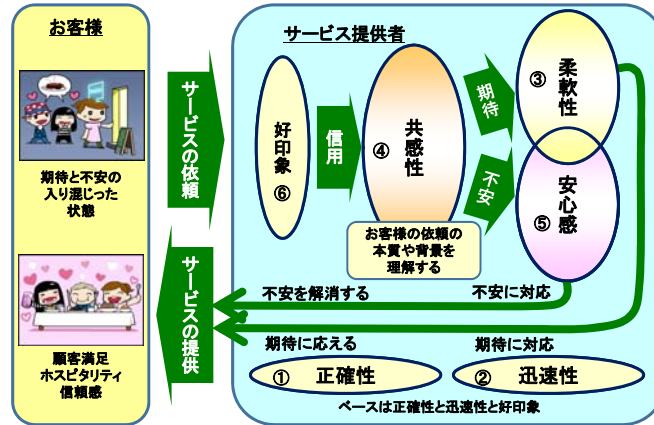 お客様
期待と不安の
入り混じった
状態
顧客満足
ホスピタリティ
信頼感
サービスの依頼
サービスの提供
サービス提供者
好印象
⑥
信用
④
共感性
お客様の依頼の
本質や背景を
理解する
期待
不安
③
柔軟性
⑤
安心感
不安を解消する
不安に対応
期待に応える
期待に対応
① 正確性
② 迅速性
ベースは正確性と迅速性と好印象